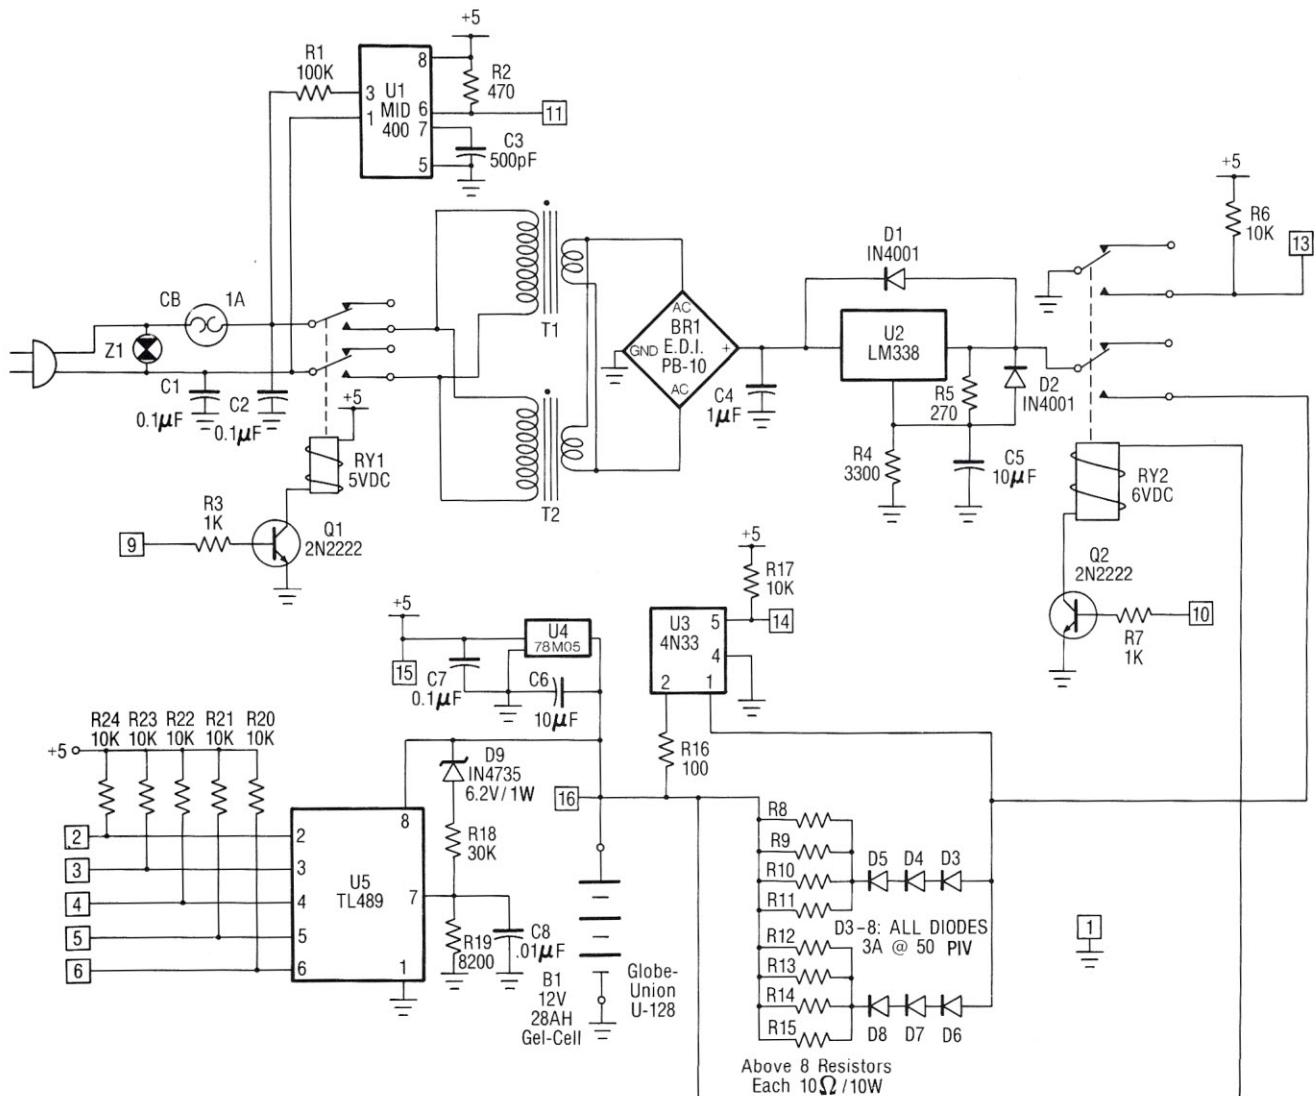 +5
R1
100K
8
R2
470
U1
MID
400
3
1
6
7
5
11
C3
500pF
+5
R6
10K
13
CB
1A
Z1
C1
0.1μF
C2
0.1μF
+5
RY1
5VDC
R3
1K
9
Q1
2N2222
T1
T2
AC
BR1
E.D.I.
PB-10
GND
+
AC
C4
1μF
D1
IN4001
U2
LM338
R5
270
D2
IN4001
R4
3300
C5
10μF
RY2
6VDC
Q2
2N2222
R7
1K
10
+5
R17
10K
14
U3
4N33
5
4
2
1
R16
100
+5
15
U4
78M05
C7
0.1μF
C6
10μF
R24 R23 R22 R21 R20
10K 10K 10K 10K 10K
+5
2
3
4
5
6
2
3
4
5
6
8
U5
TL489
7
1
D9
IN4735
6.2V/1W
R18
30K
R19
8200
C8
.01μF
16
B1
12V
28AH
Gel-Cell
Globe-
Union
U-128
R8
R9
R10
R11
R12
R13
R14
R15
D5 D4 D3
D3-8: ALL DIODES
3A @ 50 PIV
D8 D7 D6
Above 8 Resistors
Each 10Ω/10W
1